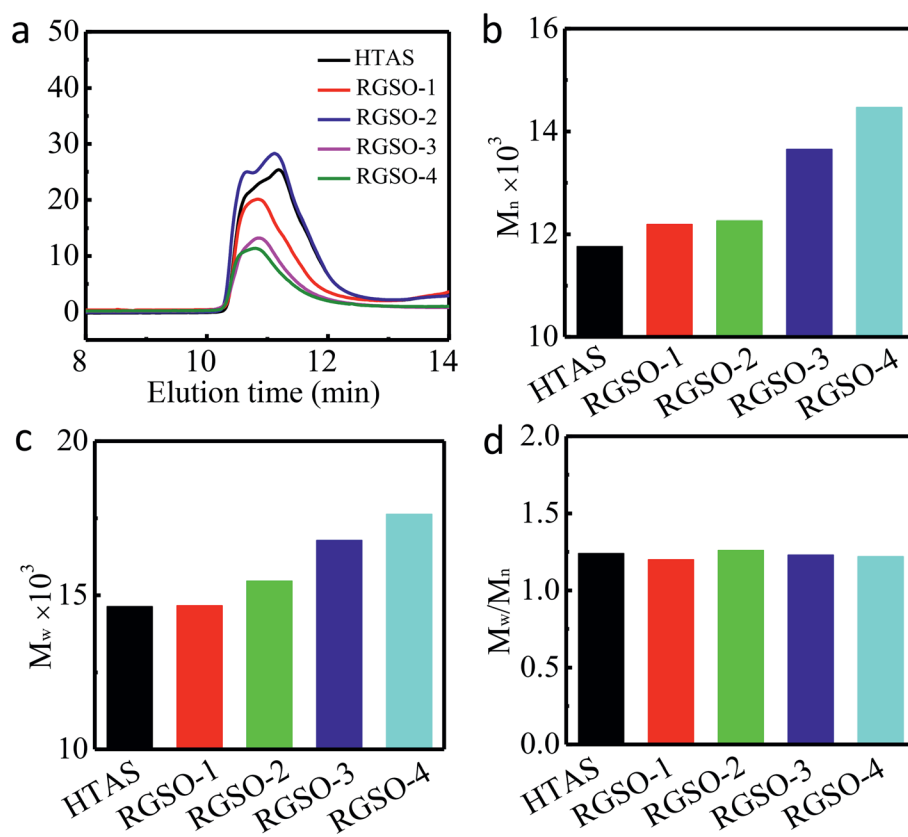 a
50
40
30
20
10
0
8
10
12
14
Elution time (min)
HTAS
RGSO-1
RGSO-2
RGSO-3
RGSO-4
b
16
14
12
10
Mₙ ×10³
HTAS
RGSO-1
RGSO-2
RGSO-3
RGSO-4
c
20
15
10
M_w ×10³
HTAS
RGSO-1
RGSO-2
RGSO-3
RGSO-4
d
2.0
1.5
1.0
0.5
0.0
M_w/Mₙ
HTAS
RGSO-1
RGSO-2
RGSO-3
RGSO-4